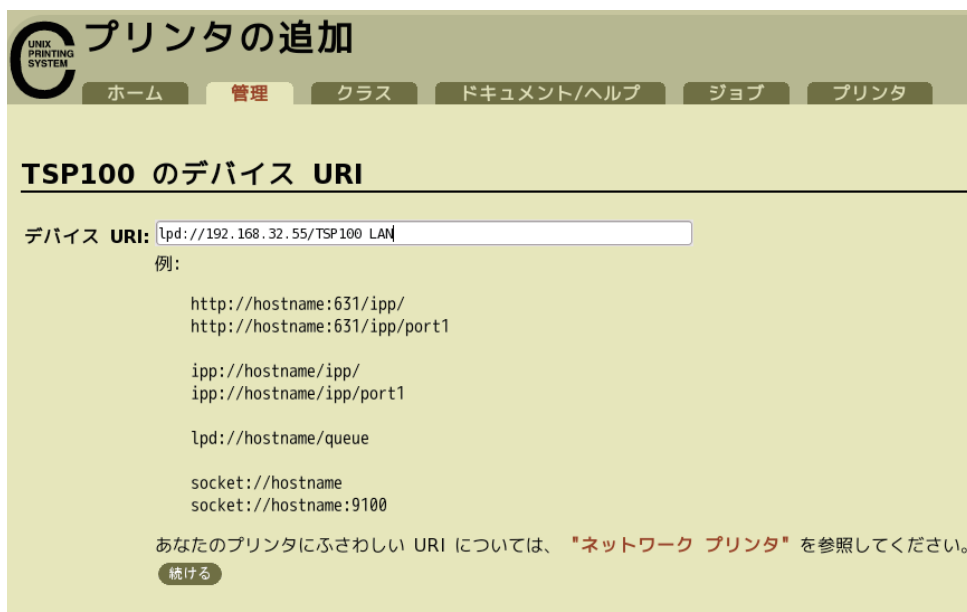 UNIX
PRINTING
SYSTEM
プリンタの追加
ホーム 管理 クラス ドキュメント/ヘルプ ジョブ プリンタ
TSP100 のデバイス URI
デバイス URI: lpd://192.168.32.55/TSP100 LAN
例:
http://hostname:631/ipp/
http://hostname:631/ipp/port1
ipp://hostname/ipp/
ipp://hostname/ipp/port1
lpd://hostname/queue
socket://hostname
socket://hostname:9100
あなたのプリンタにふさわしい URI については、 "ネットワーク プリンタ" を参照してください。
続ける